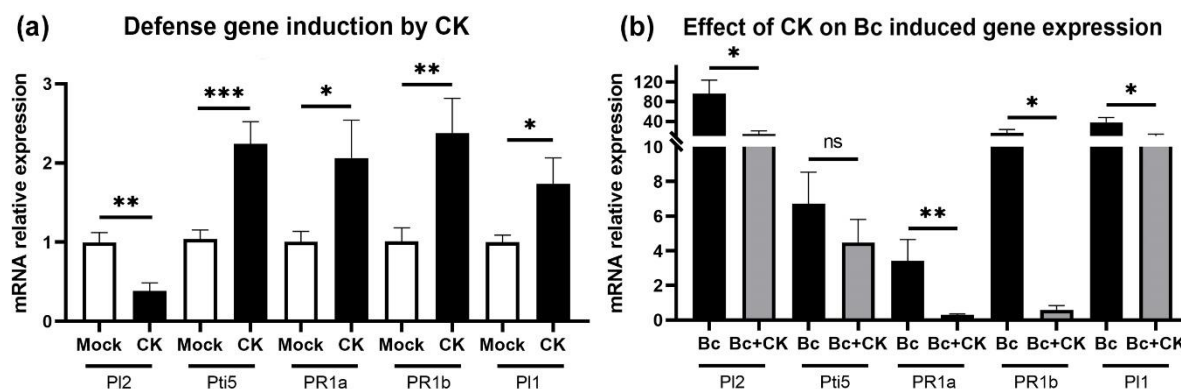 (a) Defense gene induction by CK
mRNA relative expression
3
2
1
0
** *** * ** *
Mock CK Mock CK Mock CK Mock CK Mock CK
PI2 Pti5 PR1a PR1b PI1
(b) Effect of CK on Bc induced gene expression
mRNA relative expression
120
80
40
10
8
6
4
2
0
* ns ** * *
Bc Bc+CK Bc Bc+CK Bc Bc+CK Bc Bc+CK Bc Bc+CK
PI2 Pti5 PR1a PR1b PI1